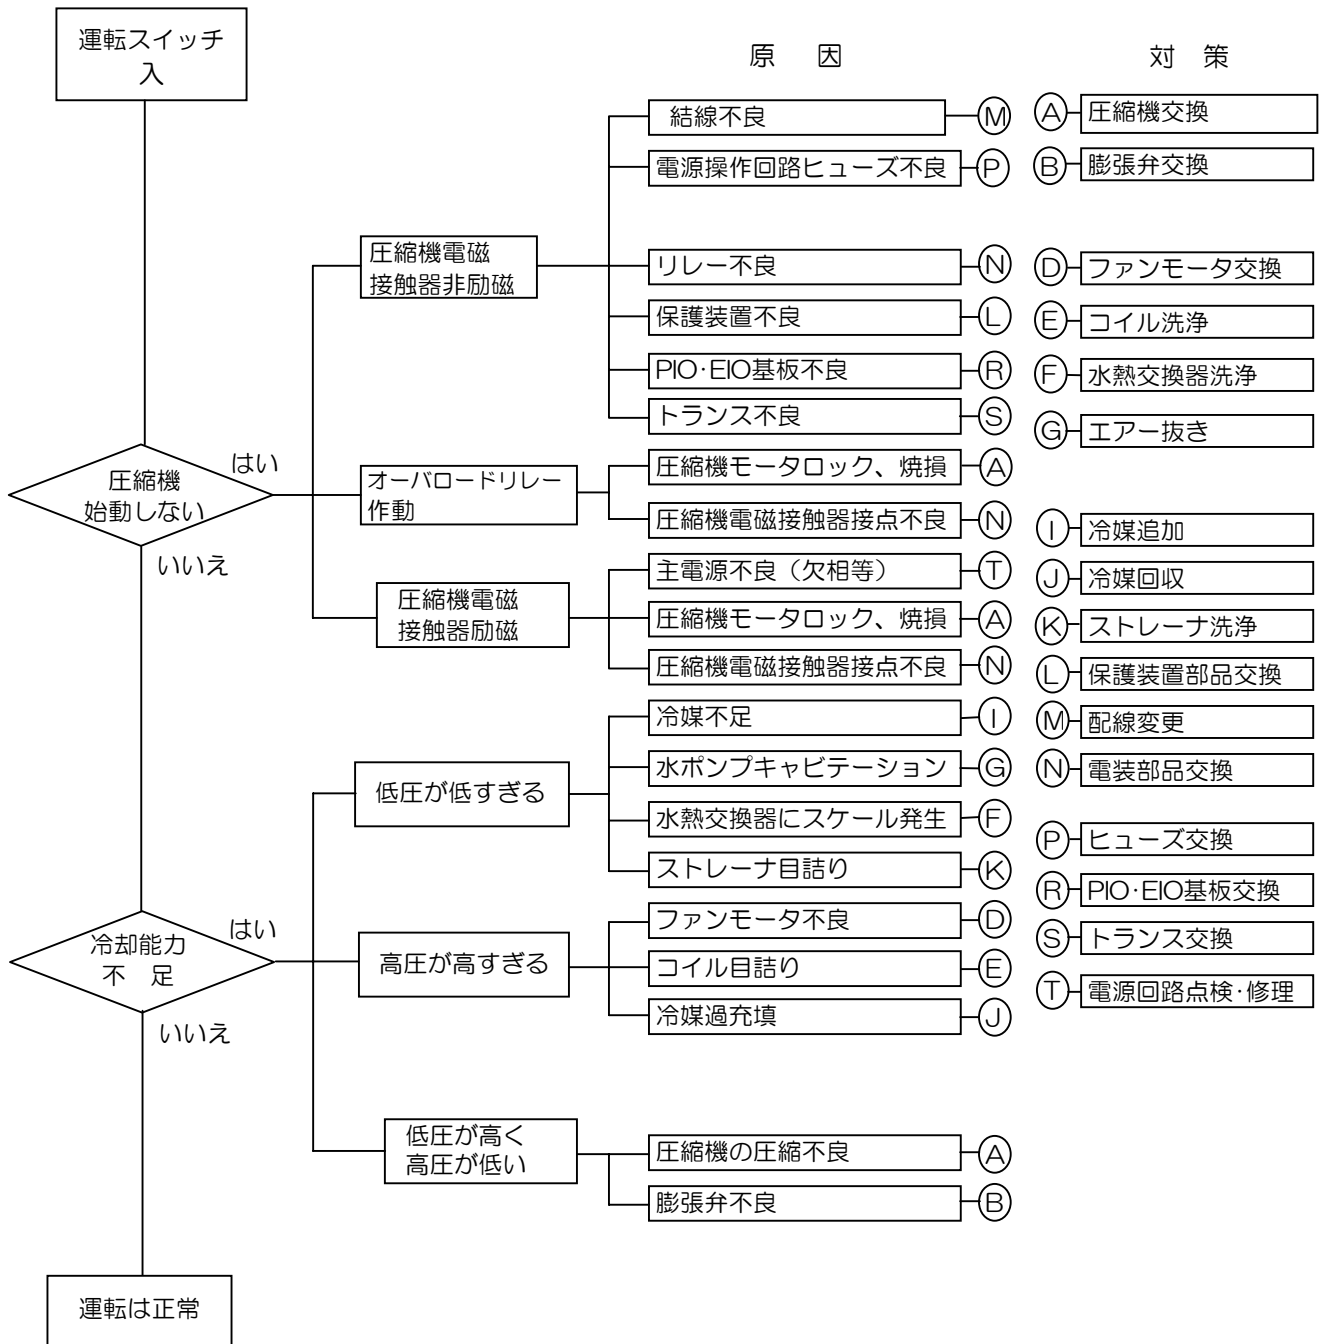 運転スイッチ
入
原 因
対 策
結線不良
M
電源操作回路ヒューズ不良
P
圧縮機電磁
接触器非励磁
リレー不良
N
保護装置不良
L
PIO・EIO基板不良
R
トランス不良
S
圧縮機
始動しない
はい
いいえ
オーバロードリレー
作動
圧縮機モータロック、焼損
A
圧縮機電磁接触器接点不良
N
圧縮機電磁
接触器励磁
主電源不良（欠相等）
T
圧縮機モータロック、焼損
A
圧縮機電磁接触器接点不良
N
低圧が低すぎる
冷媒不足
I
水ポンプキャビテーション
G
水熱交換器にスケール発生
F
ストレーナ目詰り
K
冷却能力
不 足
はい
いいえ
高圧が高すぎる
ファンモータ不良
D
コイル目詰り
E
冷媒過充填
J
低圧が高く
高圧が低い
圧縮機の圧縮不良
A
膨張弁不良
B
運転は正常
A 圧縮機交換
B 膨張弁交換
D ファンモータ交換
E コイル洗浄
F 水熱交換器洗浄
G エアー抜き
I 冷媒追加
J 冷媒回収
K ストレーナ洗浄
L 保護装置部品交換
M 配線変更
N 電装部品交換
P ヒューズ交換
R PIO・EIO基板交換
S トランス交換
T 電源回路点検・修理